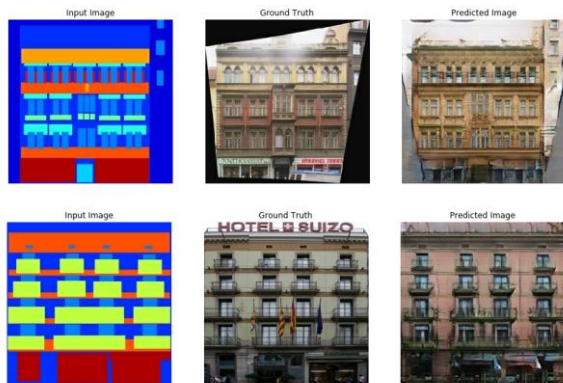 Input Image
Ground Truth
Predicted Image
Input Image
Ground Truth
Predicted Image
HOTEL SUIZO